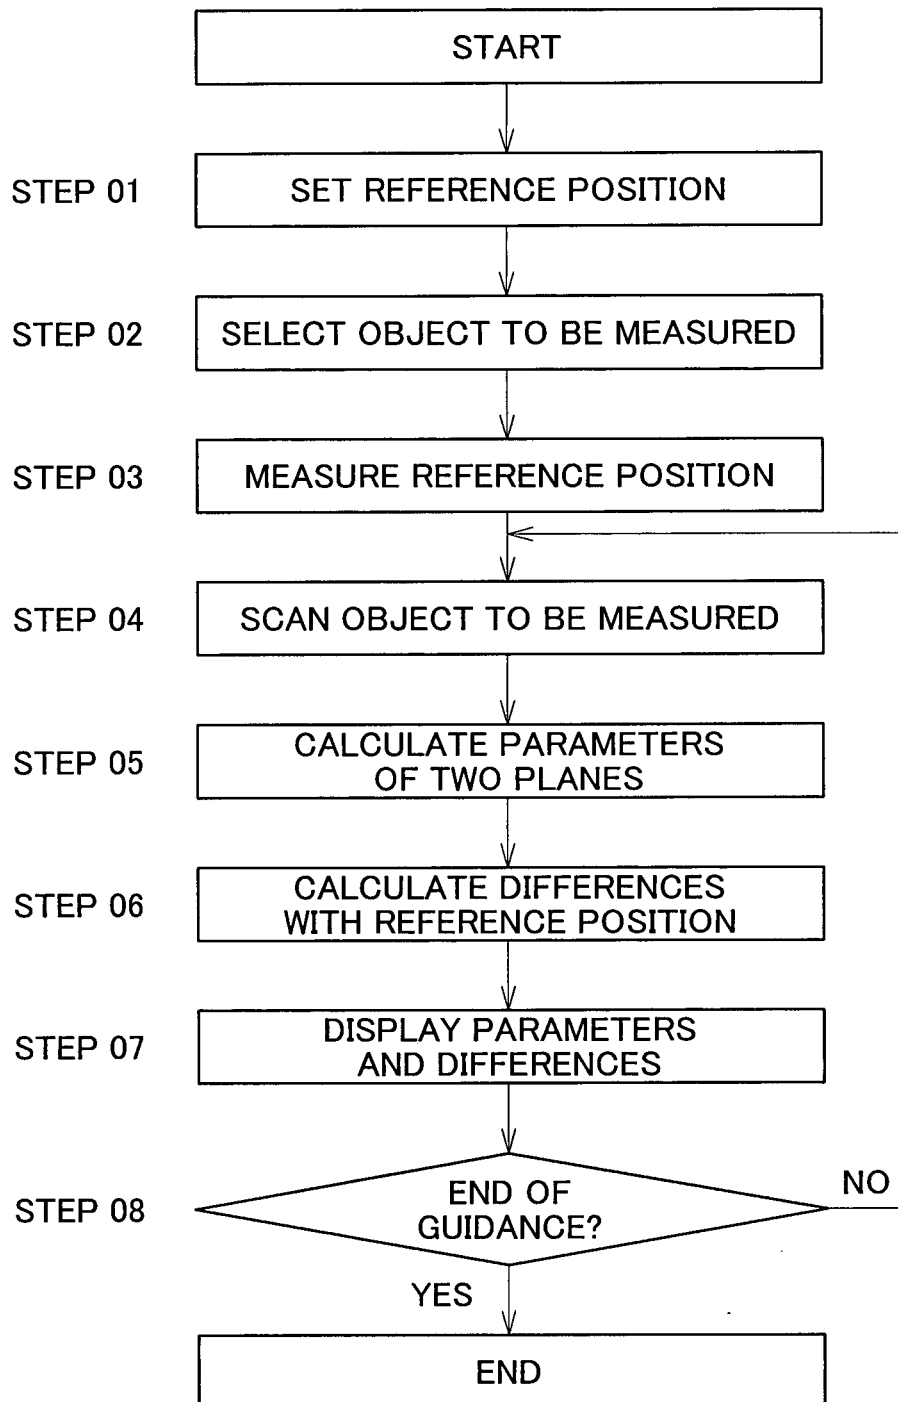 START
STEP 01
SET REFERENCE POSITION
STEP 02
SELECT OBJECT TO BE MEASURED
STEP 03
MEASURE REFERENCE POSITION
STEP 04
SCAN OBJECT TO BE MEASURED
STEP 05
CALCULATE PARAMETERS
OF TWO PLANES
STEP 06
CALCULATE DIFFERENCES
WITH REFERENCE POSITION
STEP 07
DISPLAY PARAMETERS
AND DIFFERENCES
STEP 08
END OF
GUIDANCE?
NO
YES
END